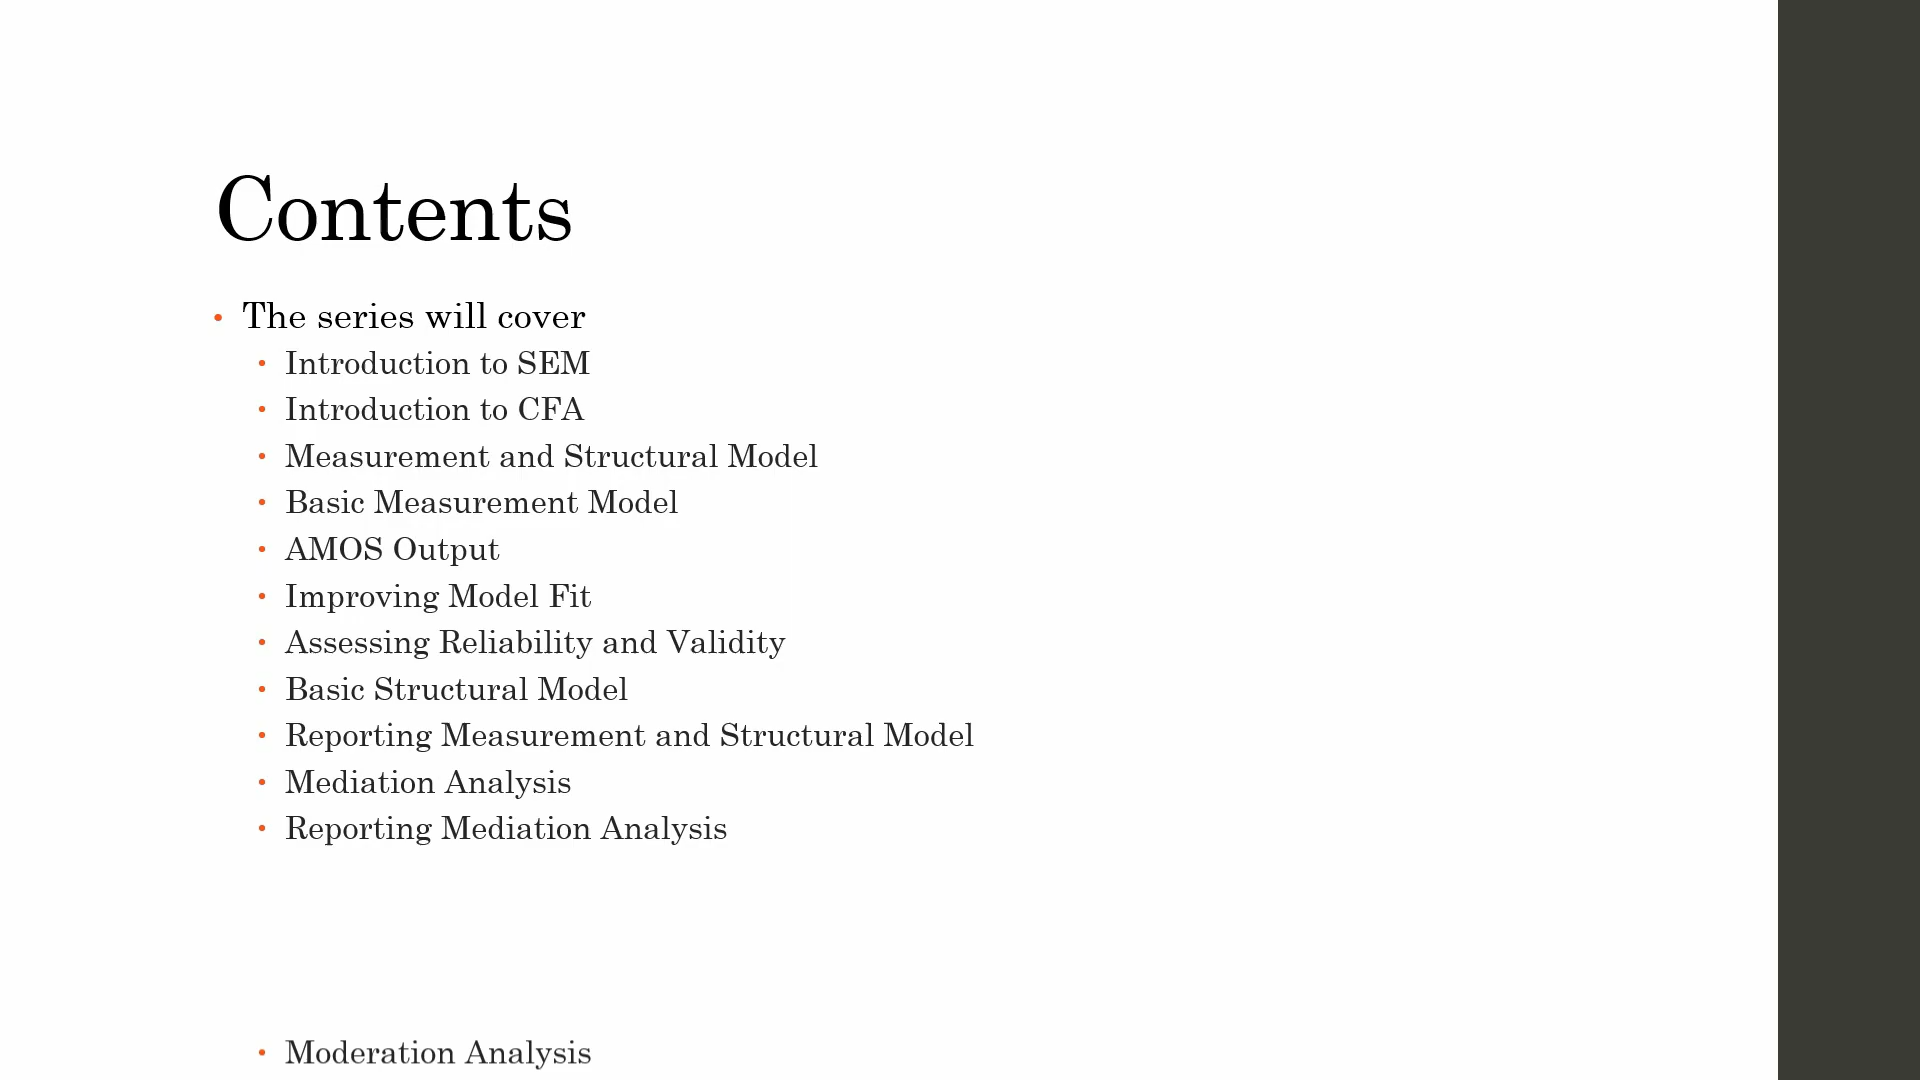 Contents
• The series will cover
• Introduction to SEM
• Introduction to CFA
• Measurement and Structural Model
• Basic Measurement Model
• AMOS Output
• Improving Model Fit
• Assessing Reliability and Validity
• Basic Structural Model
• Reporting Measurement and Structural Model
• Mediation Analysis
• Reporting Mediation Analysis
• Moderation Analysis